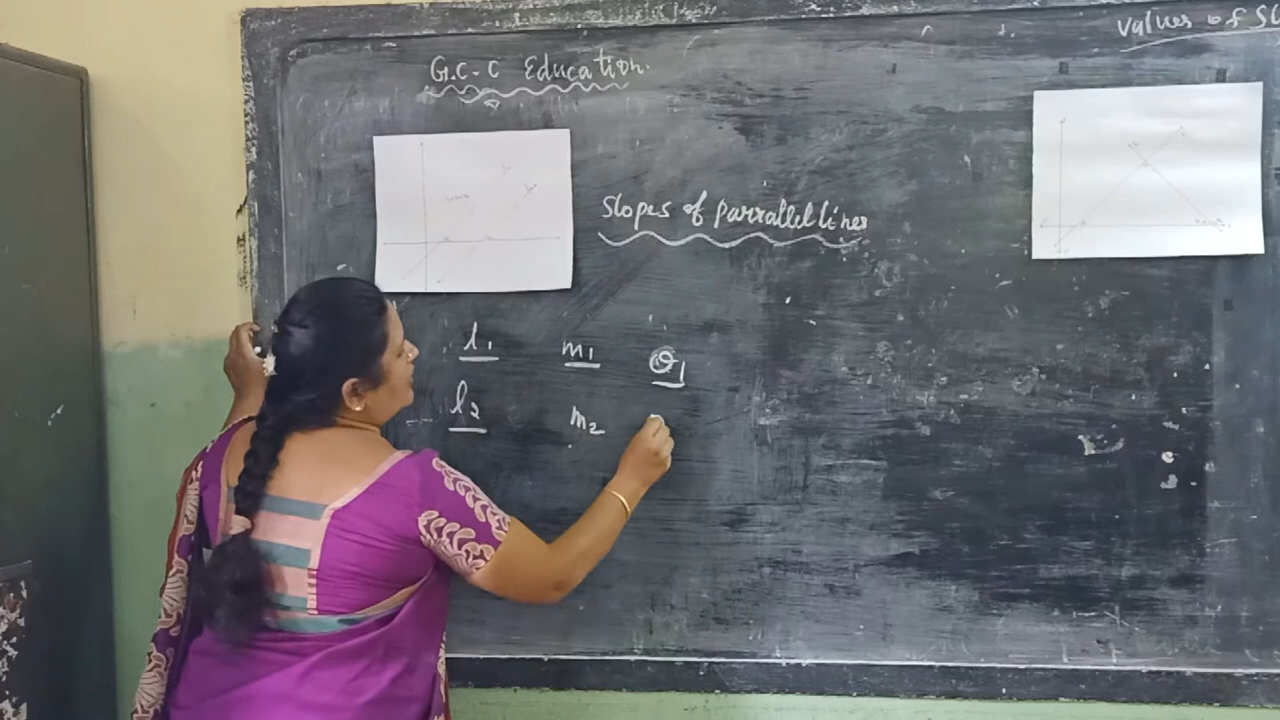 G.C.C Education.
values of
Slopes of parrallel lines
l1 m1 θ1
l2 m2